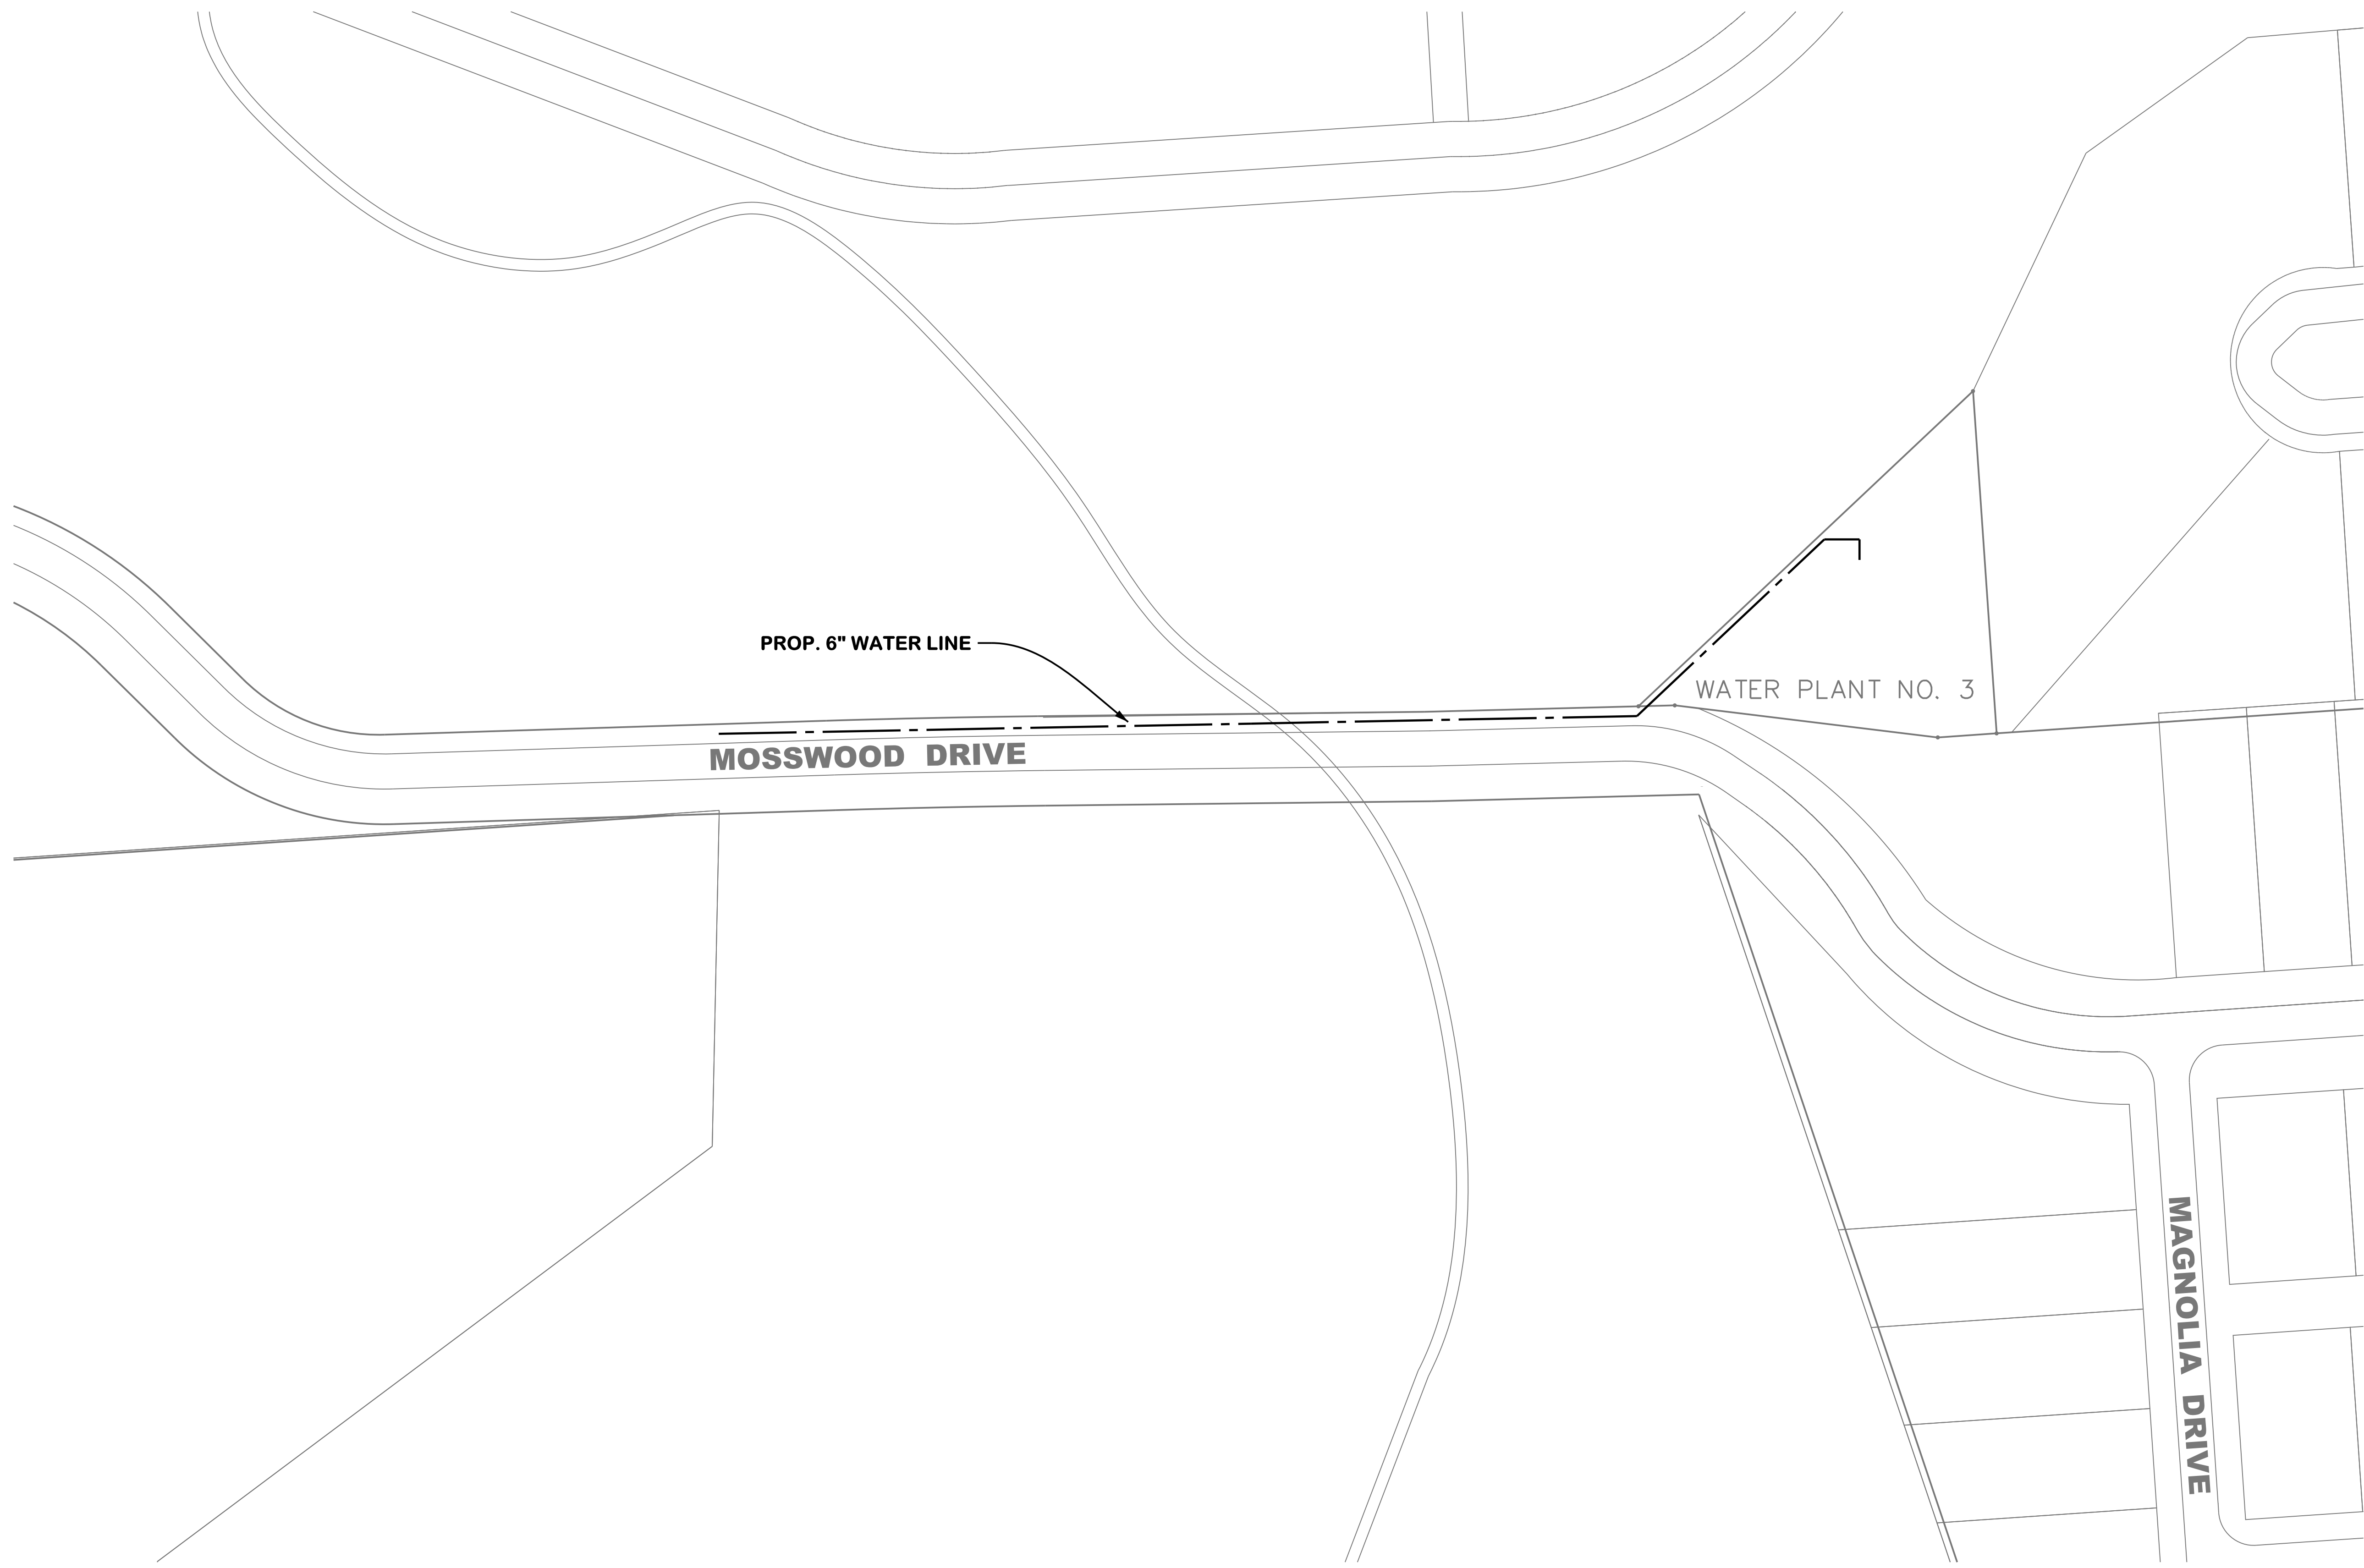 PROP. 6" WATER LINE
WATER PLANT NO. 3
MOSSWOOD DRIVE
MAGNOLIA DRIVE